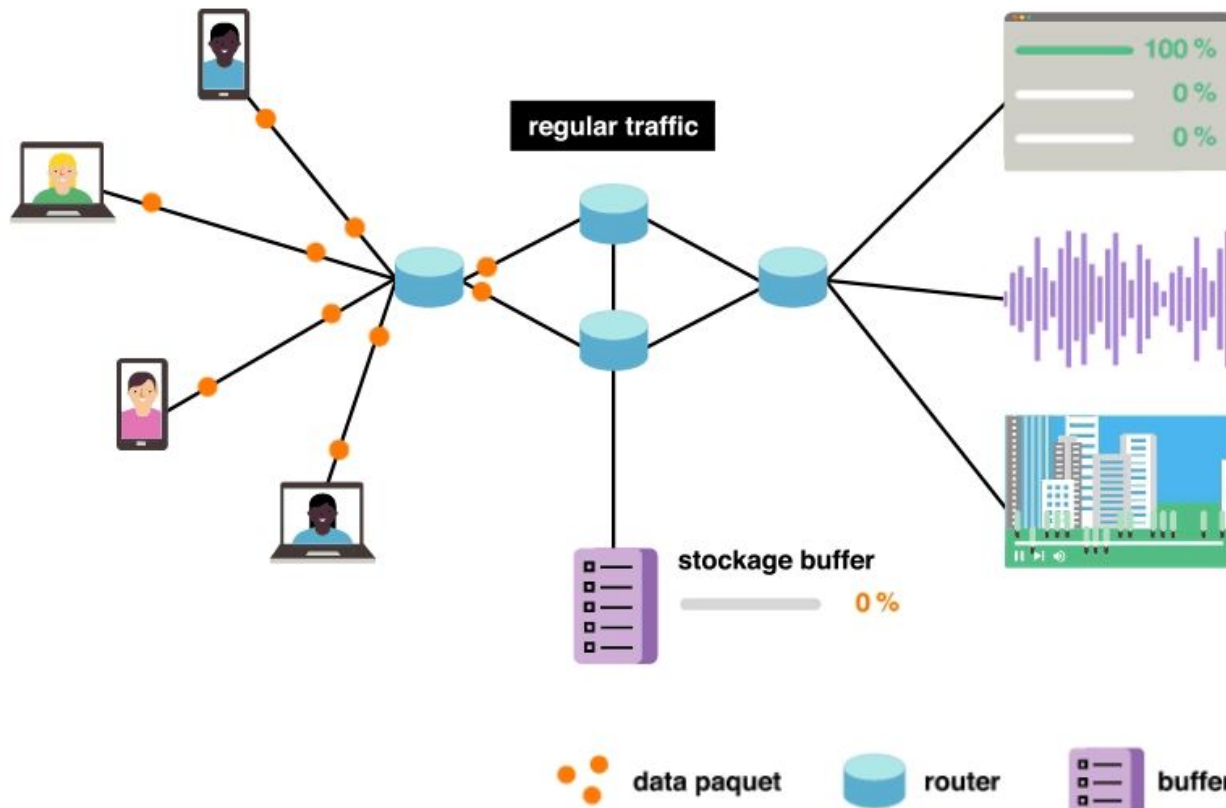 100 %
0 %
0 %
regular traffic
stockage buffer
0 %
data paquet
router
buffer